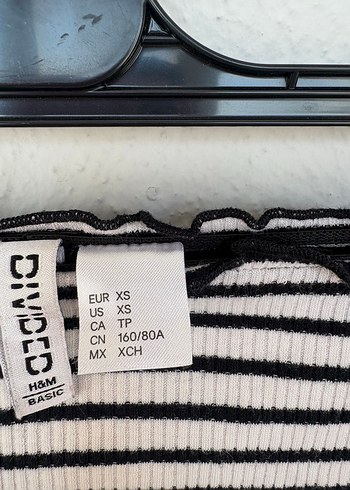 DIVIDED
H&M
BASIC
EUR XS
US XS
CA TP
CN 160/80A
MX XCH